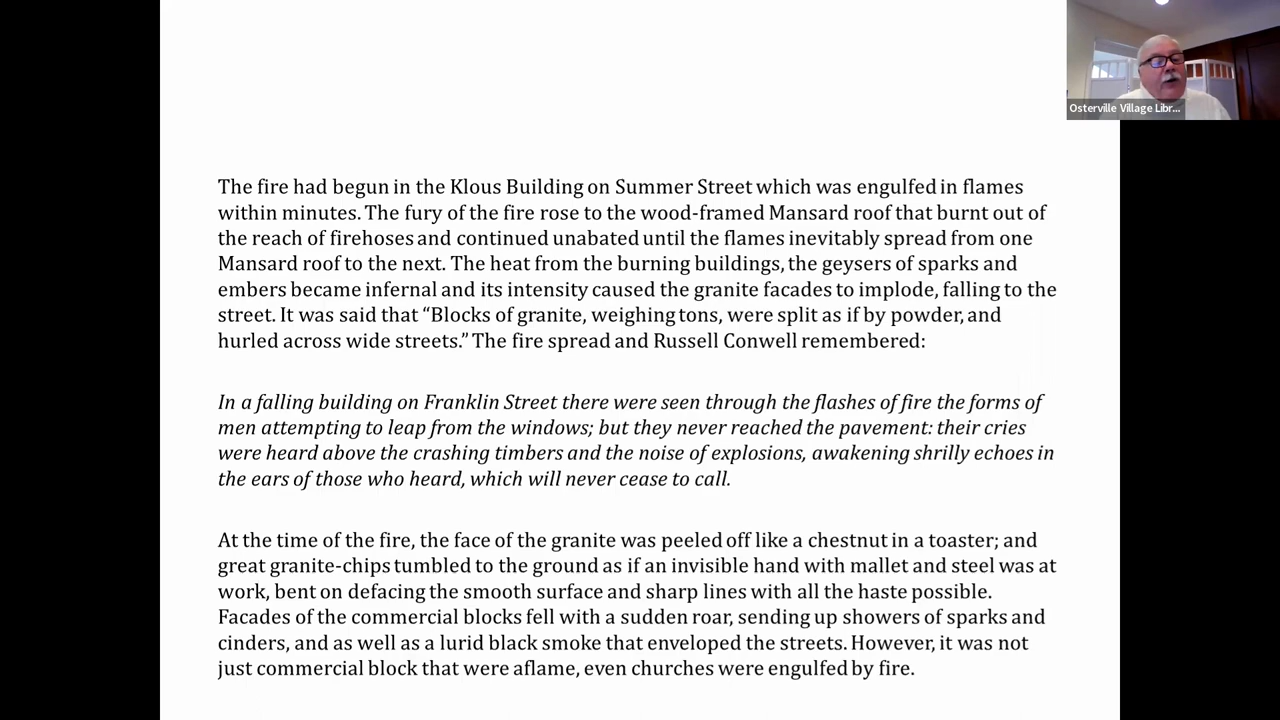 Osterville Village Libr...
The fire had begun in the Klous Building on Summer Street which was engulfed in flames
within minutes. The fury of the fire rose to the wood-framed Mansard roof that burnt out of
the reach of firehoses and continued unabated until the flames inevitably spread from one
Mansard roof to the next. The heat from the burning buildings, the geysers of sparks and
embers became infernal and its intensity caused the granite facades to implode, falling to the
street. It was said that “Blocks of granite, weighing tons, were split as if by powder, and
hurled across wide streets.” The fire spread and Russell Conwell remembered:
In a falling building on Franklin Street there were seen through the flashes of fire the forms of
men attempting to leap from the windows; but they never reached the pavement: their cries
were heard above the crashing timbers and the noise of explosions, awakening shrilly echoes in
the ears of those who heard, which will never cease to call.
At the time of the fire, the face of the granite was peeled off like a chestnut in a toaster; and
great granite-chips tumbled to the ground as if an invisible hand with mallet and steel was at
work, bent on defacing the smooth surface and sharp lines with all the haste possible.
Facades of the commercial blocks fell with a sudden roar, sending up showers of sparks and
cinders, and as well as a lurid black smoke that enveloped the streets. However, it was not
just commercial block that were aflame, even churches were engulfed by fire.